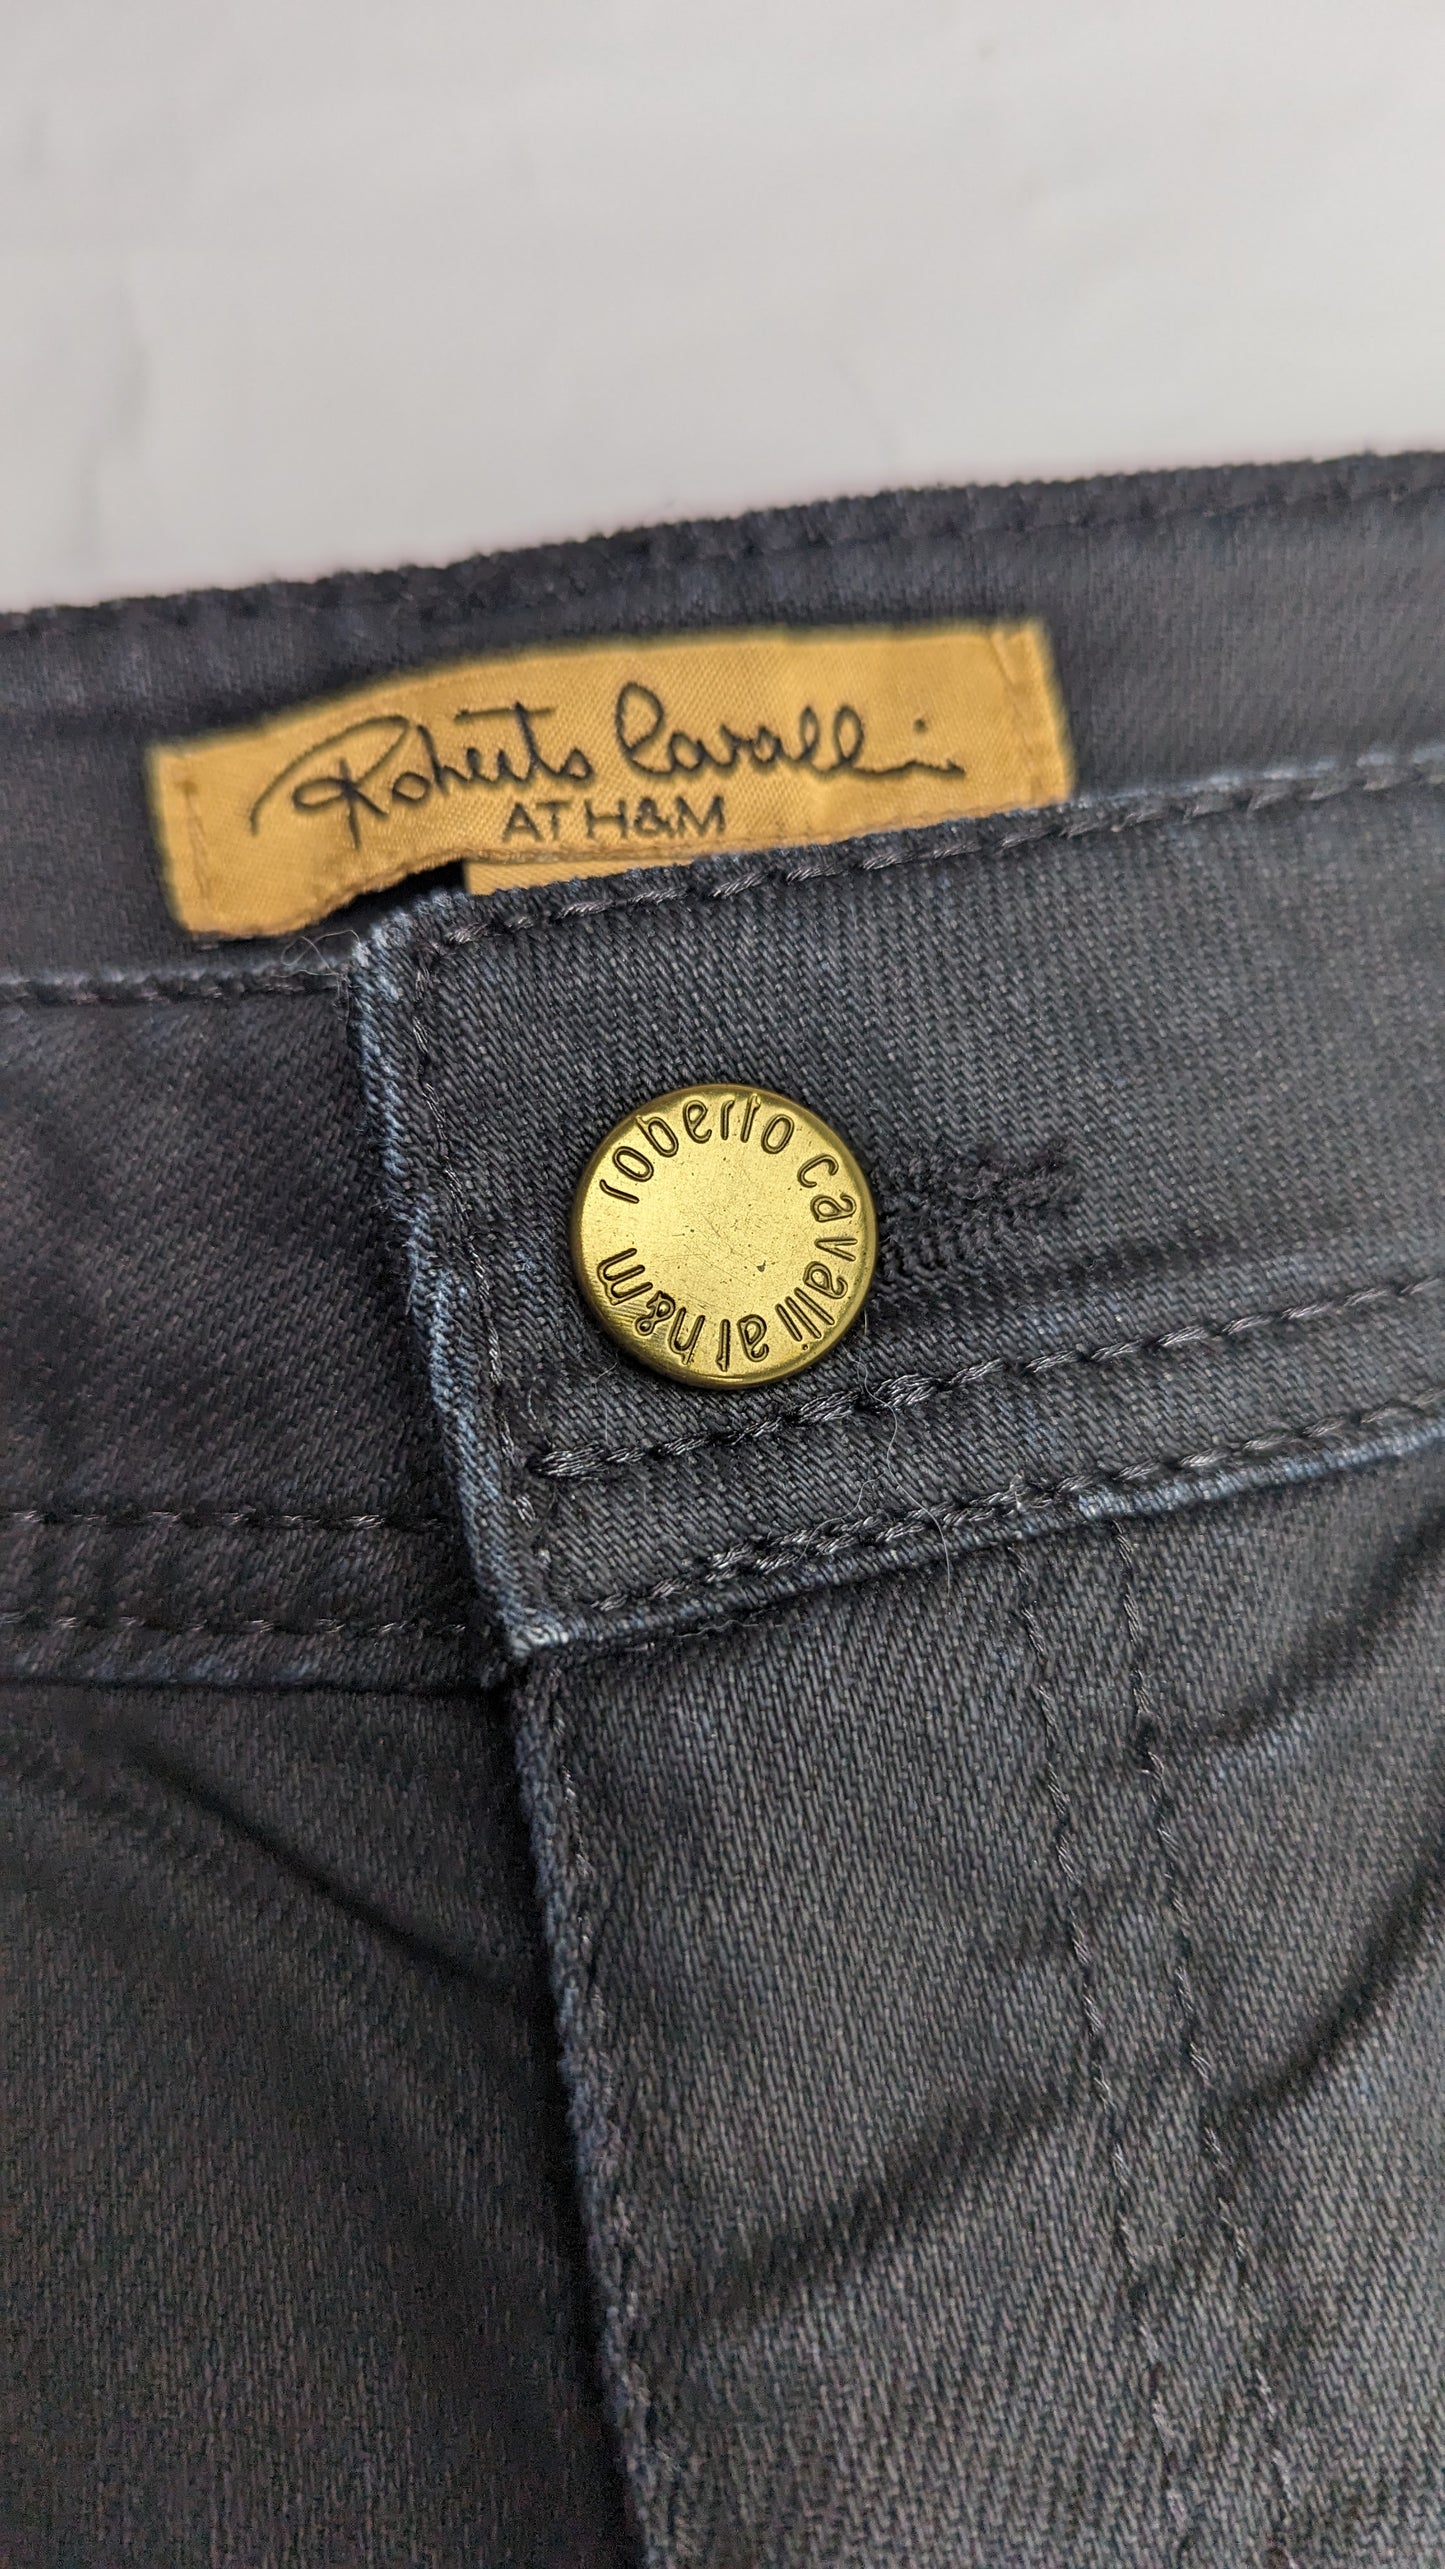 Roberto Cavalli
AT H&M
roberto cavalli at h&m